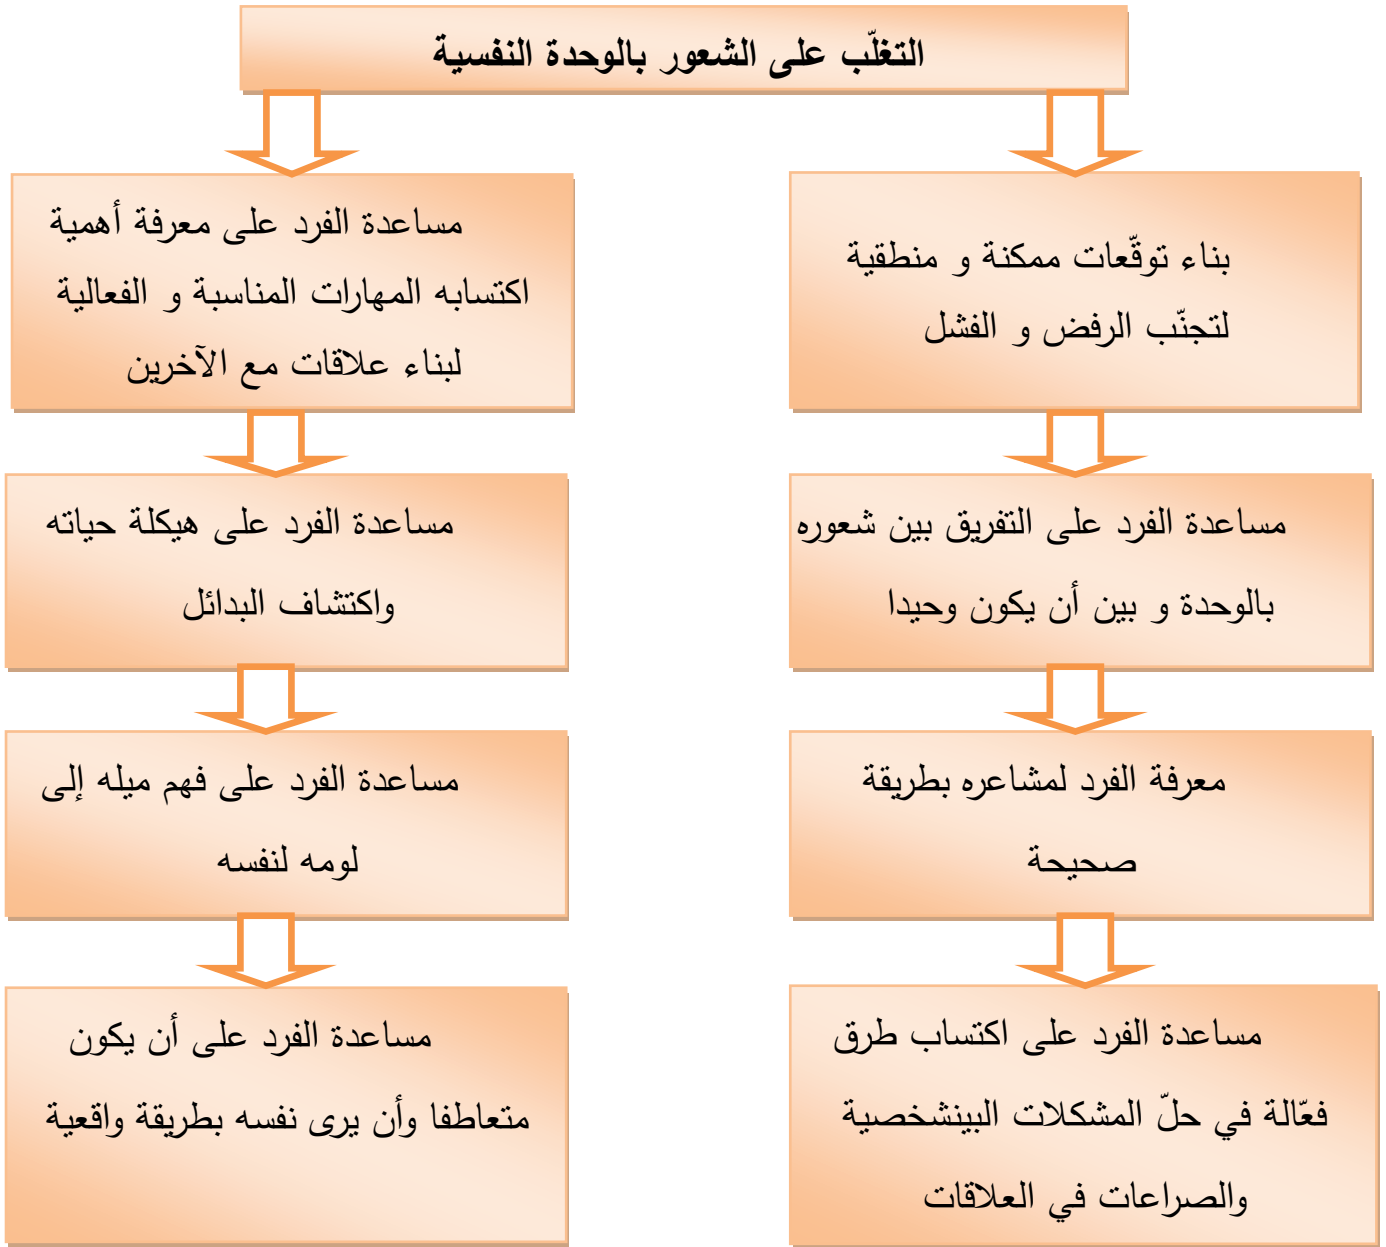 التغلّب على الشعور بالوحدة النفسية
بناء توقّعات ممكنة و منطقية
لتجنّب الرفض و الفشل
مساعدة الفرد على التفريق بين شعوره
بالوحدة و بين أن يكون وحيدا
معرفة الفرد لمشاعره بطريقة
صحيحة
مساعدة الفرد على اكتساب طرق
فعّالة في حلّ المشكلات البينشخصية
والصراعات في العلاقات
مساعدة الفرد على معرفة أهمية
اكتسابه المهارات المناسبة و الفعالية
لبناء علاقات مع الآخرين
مساعدة الفرد على هيكلة حياته
واكتشاف البدائل
مساعدة الفرد على فهم ميله إلى
لومه لنفسه
مساعدة الفرد على أن يكون
متعاطفا وأن يرى نفسه بطريقة واقعية